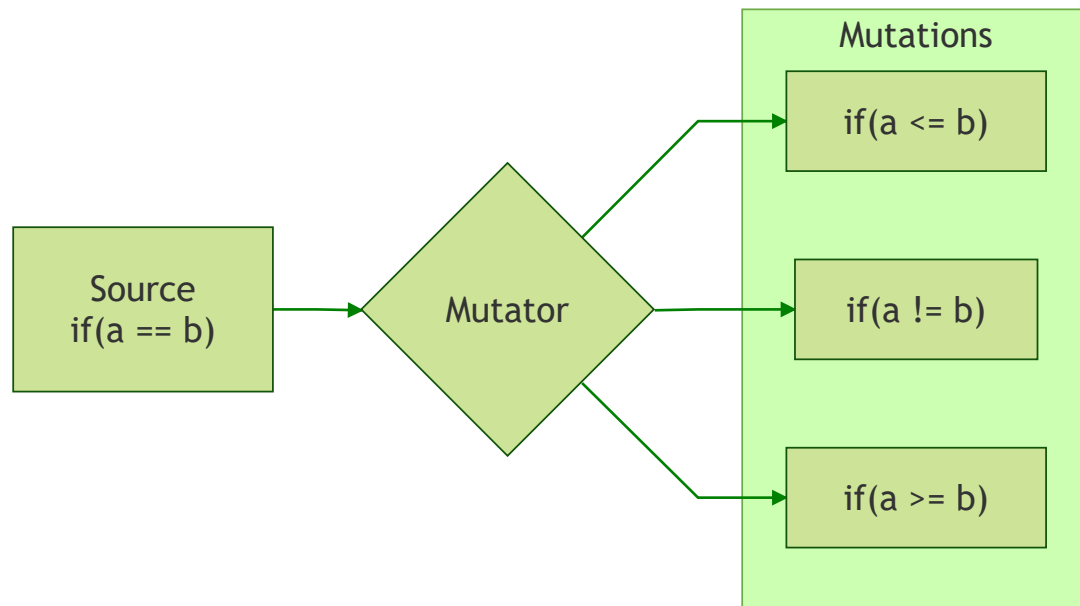 Source
if(a == b)
Mutator
Mutations
if(a <= b)
if(a != b)
if(a >= b)